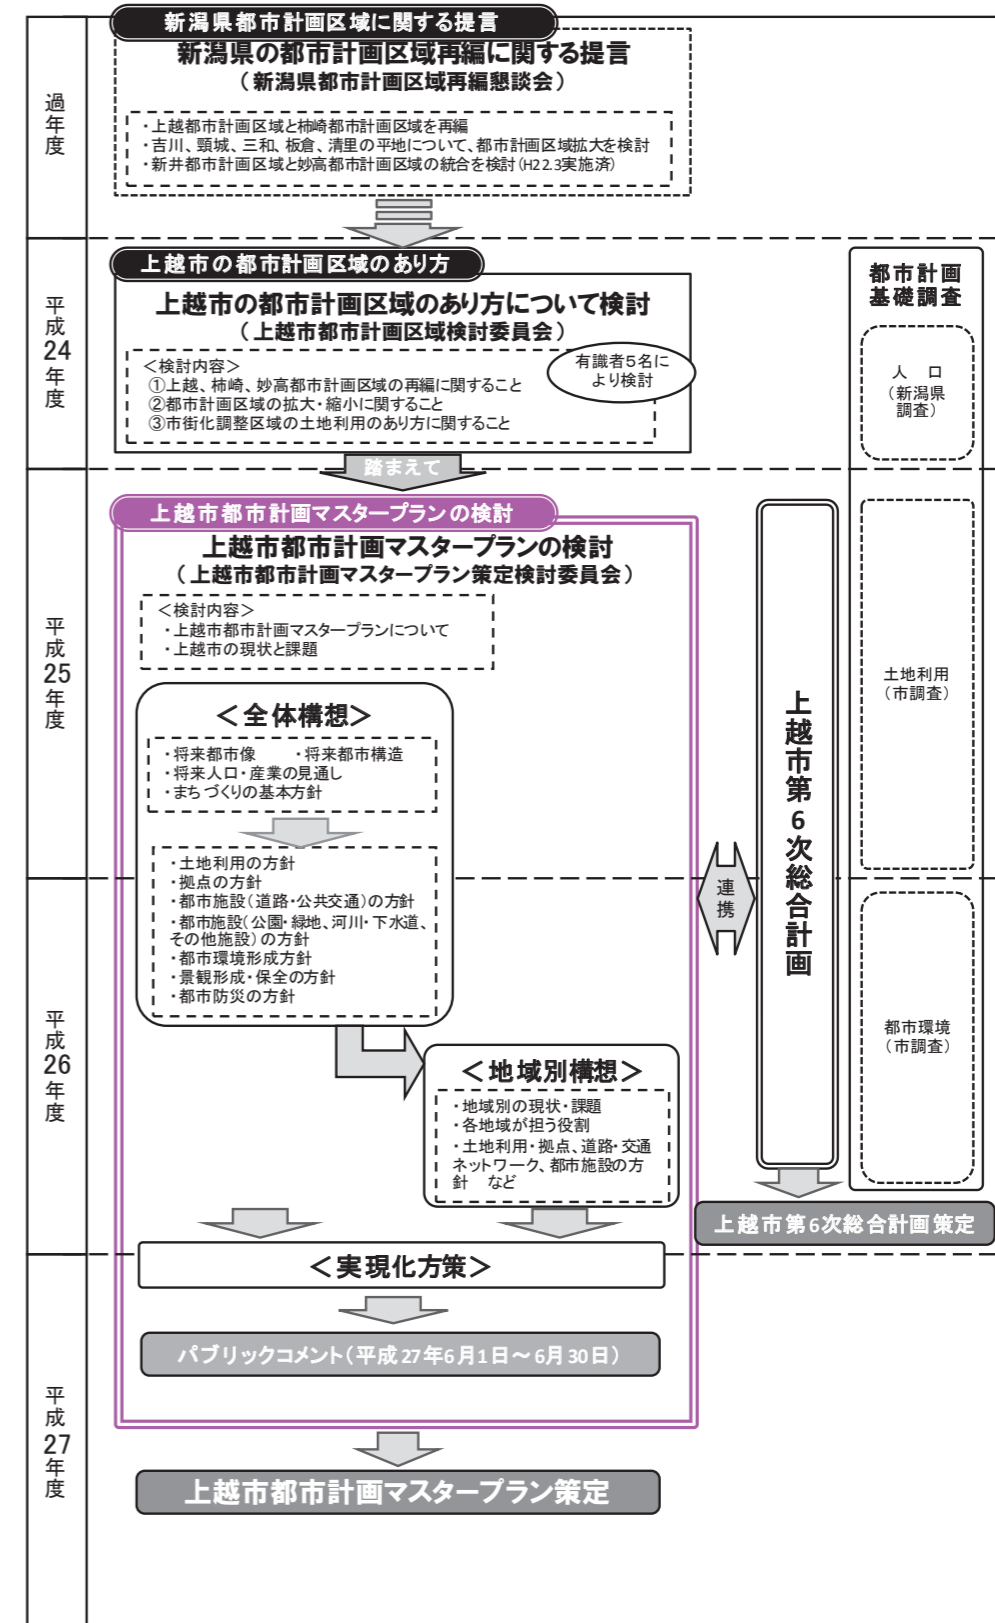 過年度
新潟県都市計画区域に関する提言
新潟県の都市計画区域再編に関する提言
（新潟県都市計画区域再編懇談会）
・上越都市計画区域と柿崎都市計画区域を再編
・吉川、頸城、三和、板倉、清里の平地について、都市計画区域拡大を検討
・新井都市計画区域と妙高都市計画区域の統合を検討(H22.3実施済)
平成24年度
上越市の都市計画区域のあり方
上越市の都市計画区域のあり方について検討
（上越市都市計画区域検討委員会）
有識者5名に
より検討
＜検討内容＞
①上越、柿崎、妙高都市計画区域の再編に関すること
②都市計画区域の拡大・縮小に関すること
③市街化調整区域の土地利用のあり方に関すること
踏まえて
都市計画
基礎調査
人　口
（新潟県
調査）
土地利用
（市調査）
都市環境
（市調査）
平成25年度
上越市都市計画マスタープランの検討
上越市都市計画マスタープランの検討
（上越市都市計画マスタープラン策定検討委員会）
＜検討内容＞
・上越市都市計画マスタープランについて
・上越市の現状と課題
＜全体構想＞
・将来都市像　・将来都市構造
・将来人口・産業の見通し
・まちづくりの基本方針
・土地利用の方針
・拠点の方針
・都市施設（道路・公共交通）の方針
・都市施設（公園・緑地、河川・下水道、
その他施設）の方針
・都市環境形成方針
・景観形成・保全の方針
・都市防災の方針
連携
上越市第6次総合計画
平成26年度
＜地域別構想＞
・地域別の現状・課題
・各地域が担う役割
・土地利用・拠点、道路・交通
ネットワーク、都市施設の方
針　など
上越市第6次総合計画策定
平成27年度
＜実現化方策＞
パブリックコメント（平成27年6月1日～6月30日）
上越市都市計画マスタープラン策定